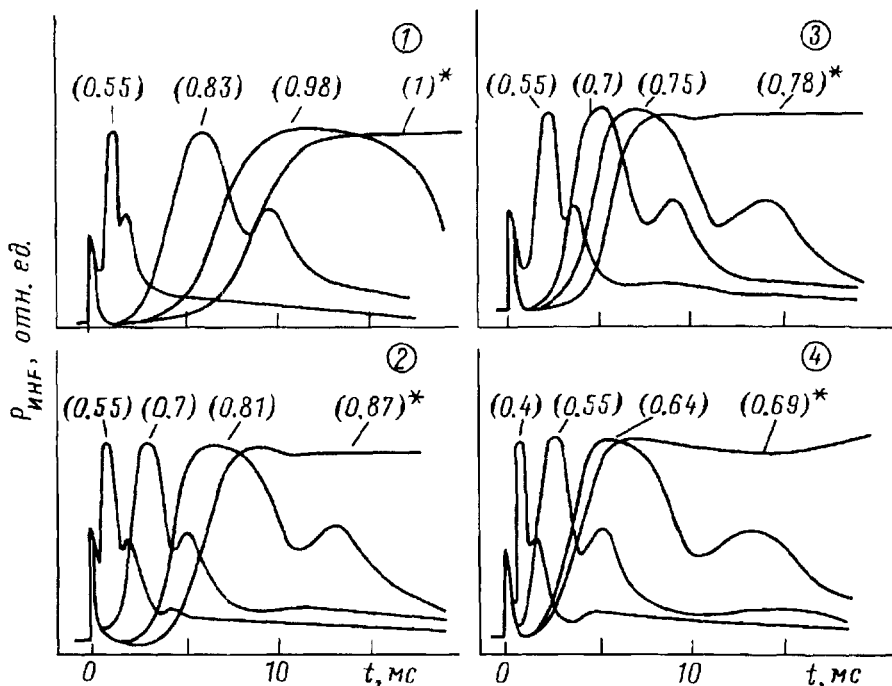 ① ③
(0.55) (0.83) (0.98) (1)*
(0.55) (0.7) (0.75) (0.78)*
② ④
(0.55) (0.7) (0.81) (0.87)*
(0.4) (0.55) (0.64) (0.69)*
Pинг, отн. ед.
0 10 t, мс
0 10 t, мс